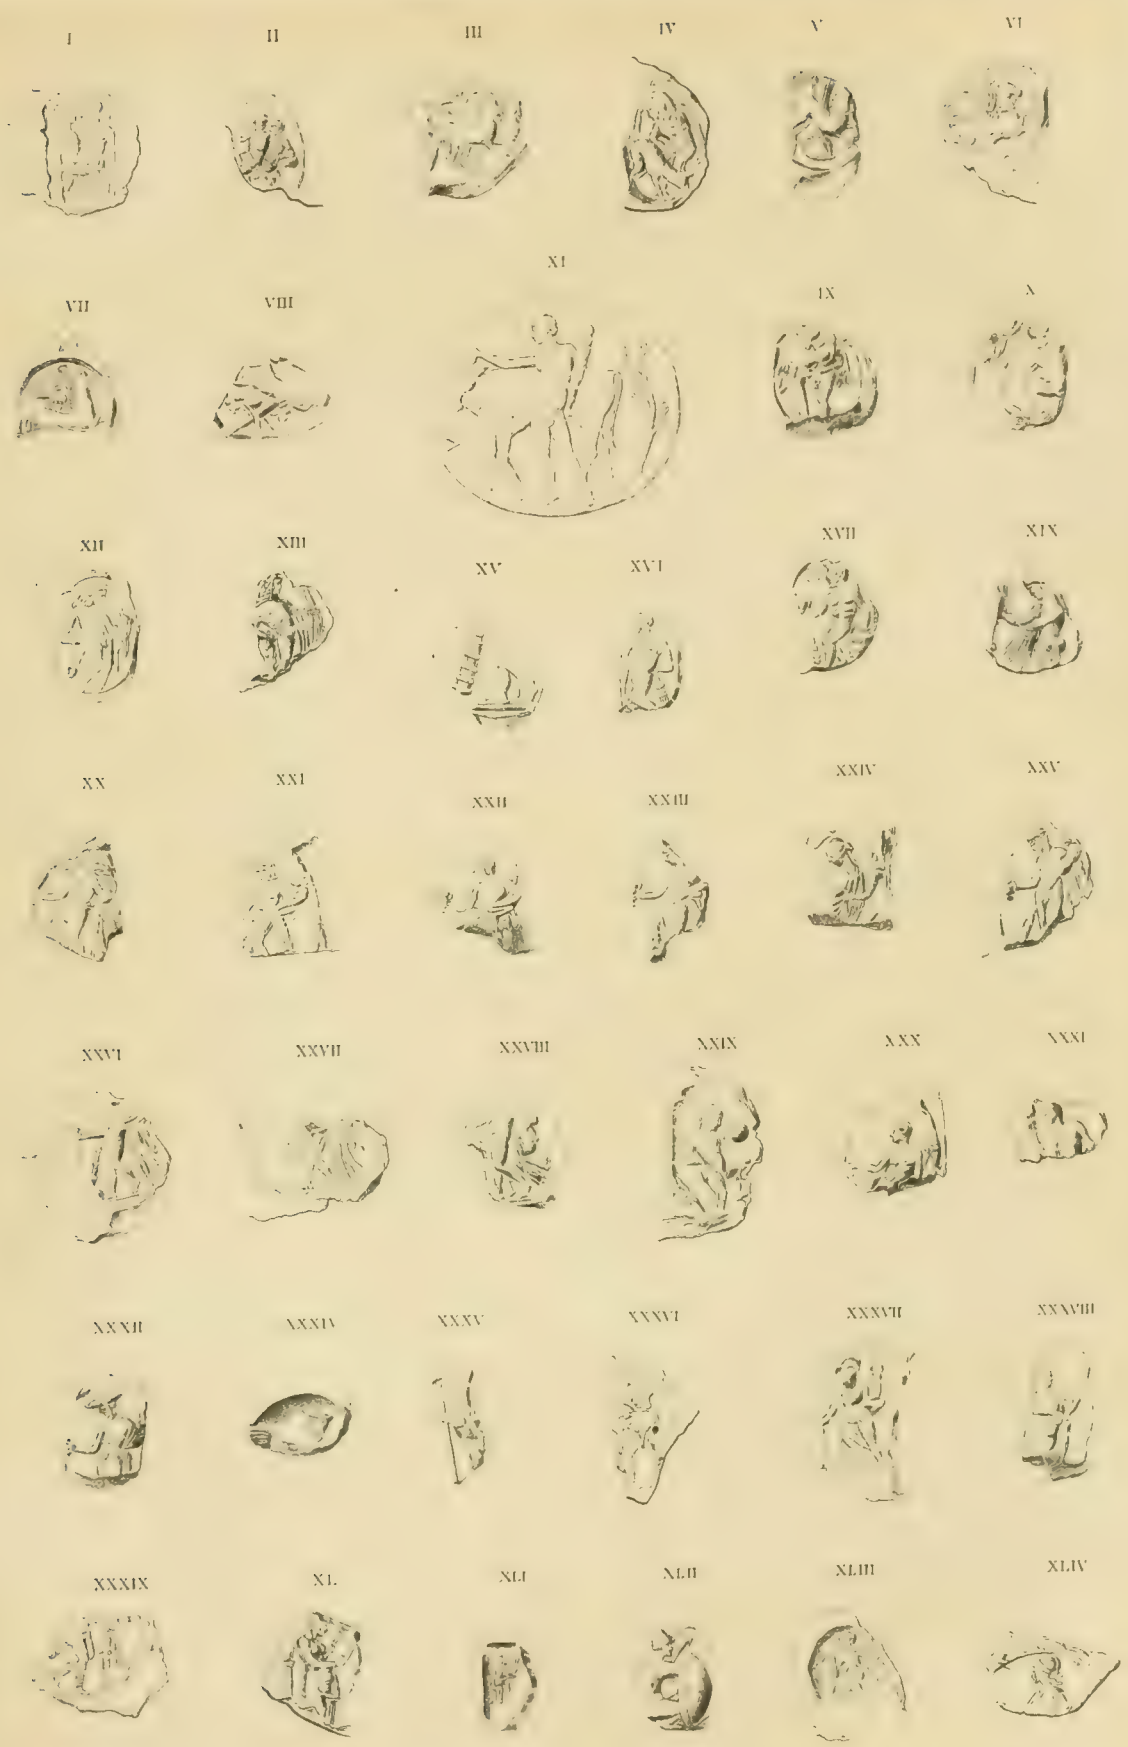 I II III IV V VI
XI
VII VIII IX X
XII XIII XV XVI XVII XIX
XX XXI XXII XXIII XXIV XXV
XXVI XXVII XXVIII XXIX XXX XXXI
XXXII XXXIV XXXV XXXVI XXXVII XXXVIII
XXXIX XL XLI XLII XLIII XLIV